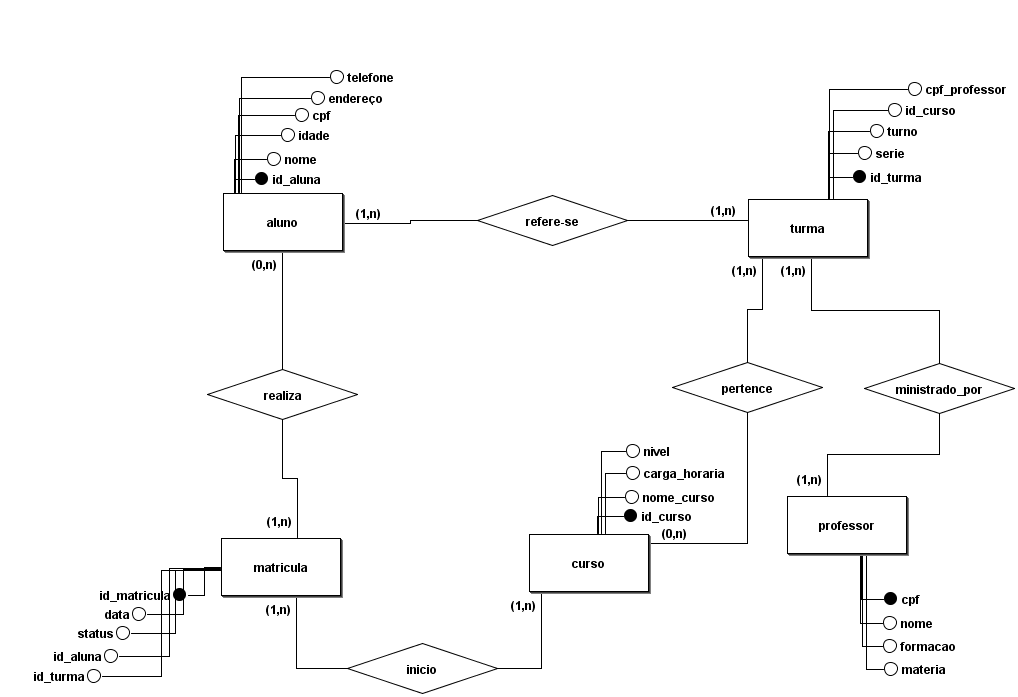 telefone
endereço
cpf
idade
nome
id_aluna
aluno
(1,n)
refere-se
(1,n)
cpf_professor
id_curso
turno
serie
id_turma
turma
(0,n)
(1,n)
(1,n)
realiza
pertence
ministrado_por
(1,n)
matricula
id_matricula
data
status
id_aluna
id_turma
(1,n)
inicio
(1,n)
nivel
carga_horaria
nome_curso
id_curso
(0,n)
curso
(1,n)
professor
cpf
nome
formacao
materia